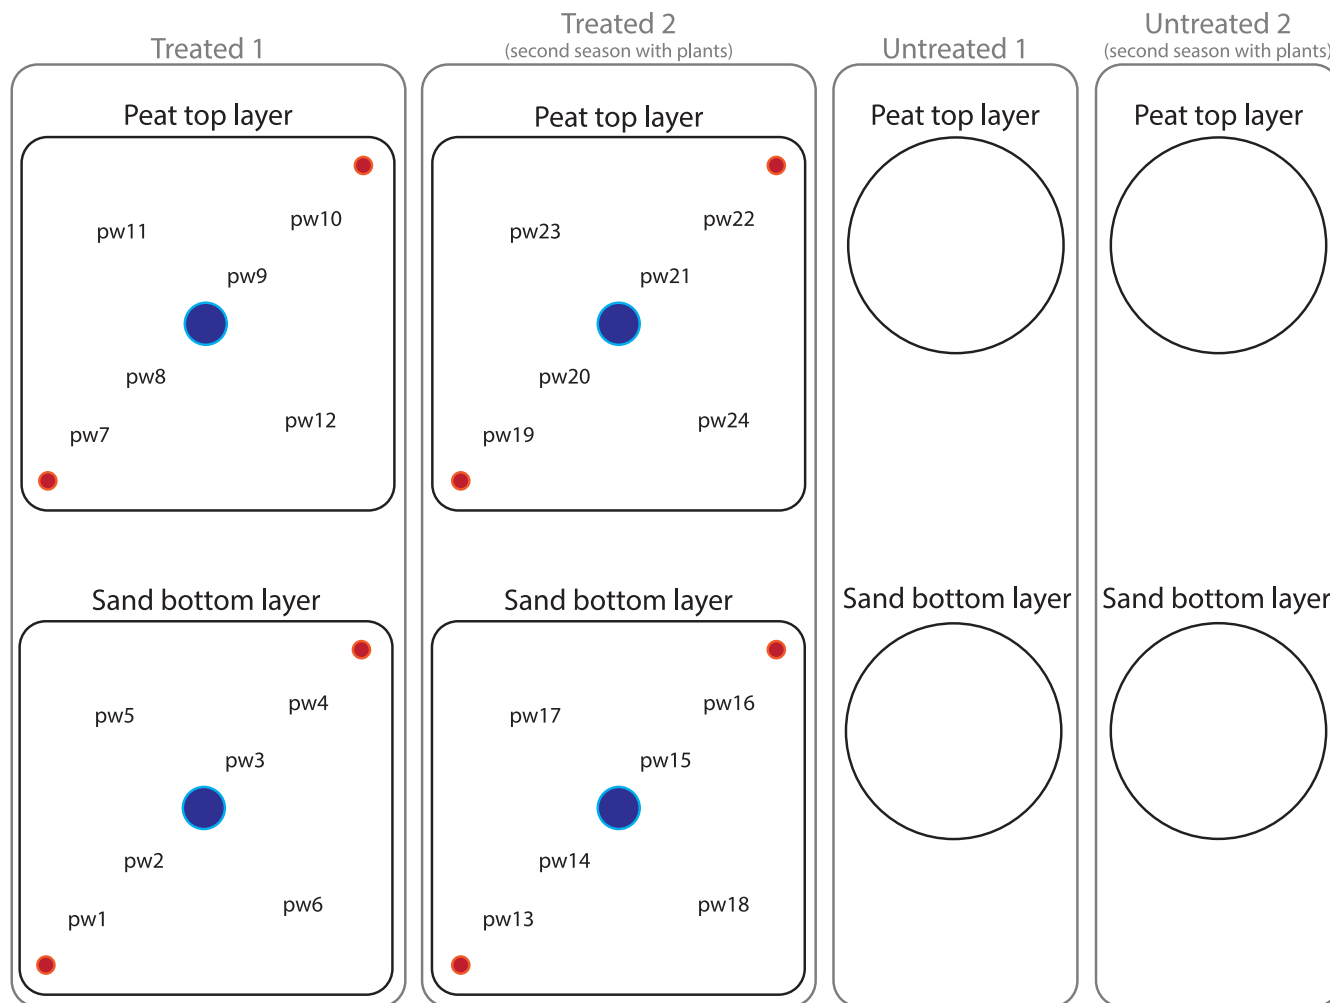 Treated 1
Treated 2
(second season with plants)
Untreated 1
Untreated 2
(second season with plants)
Peat top layer
pw10
pw11
pw9
pw8
pw12
pw7
Sand bottom layer
pw4
pw5
pw3
pw2
pw6
pw1
Peat top layer
pw22
pw23
pw21
pw20
pw24
pw19
Sand bottom layer
pw16
pw17
pw15
pw14
pw18
pw13
Peat top layer
Sand bottom layer
Peat top layer
Sand bottom layer